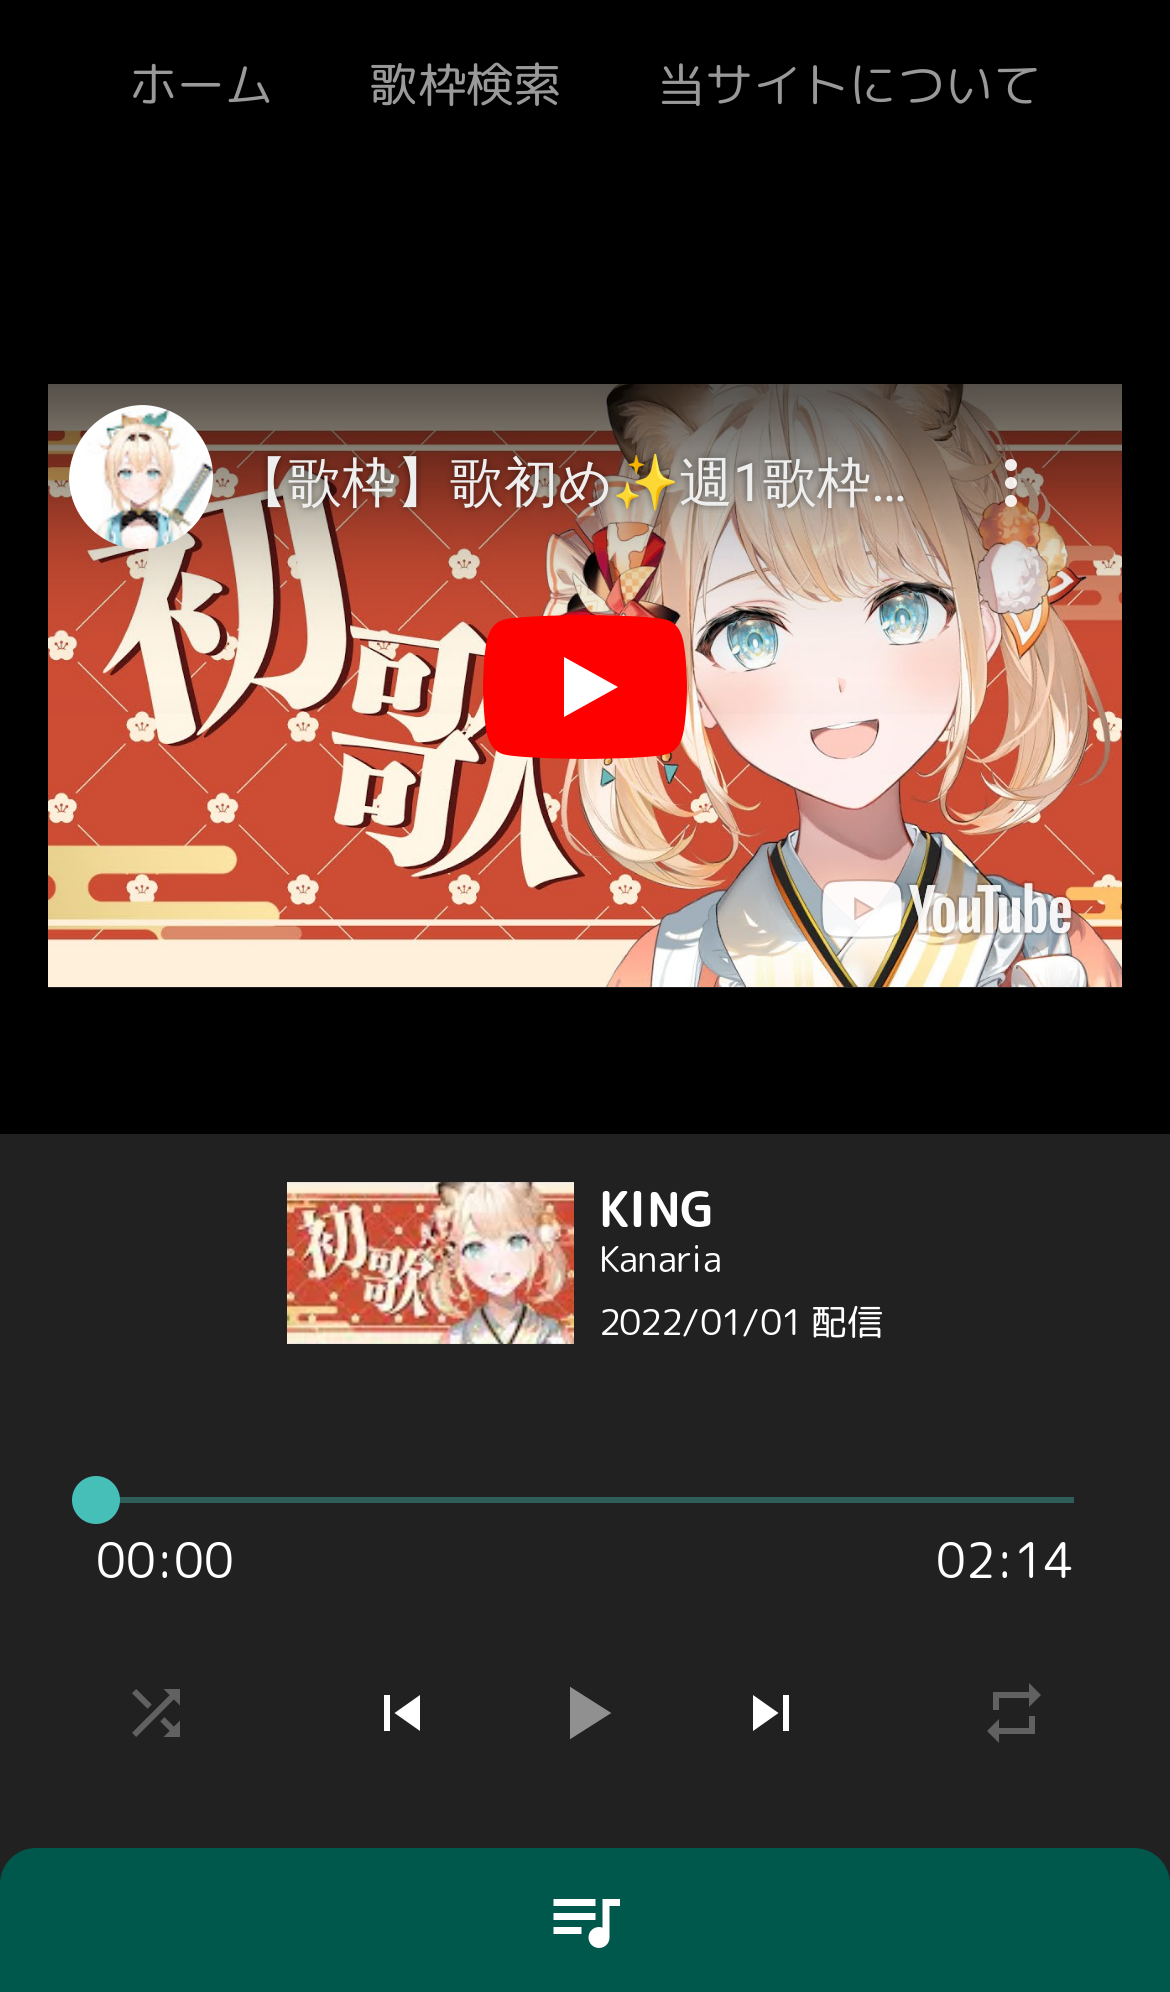 ホーム 歌枠検索 当サイトについて
【歌枠】歌初め✨週1歌枠...
初歌
YouTube
初歌
KING
Kanaria
2022/01/01 配信
00:00 02:14